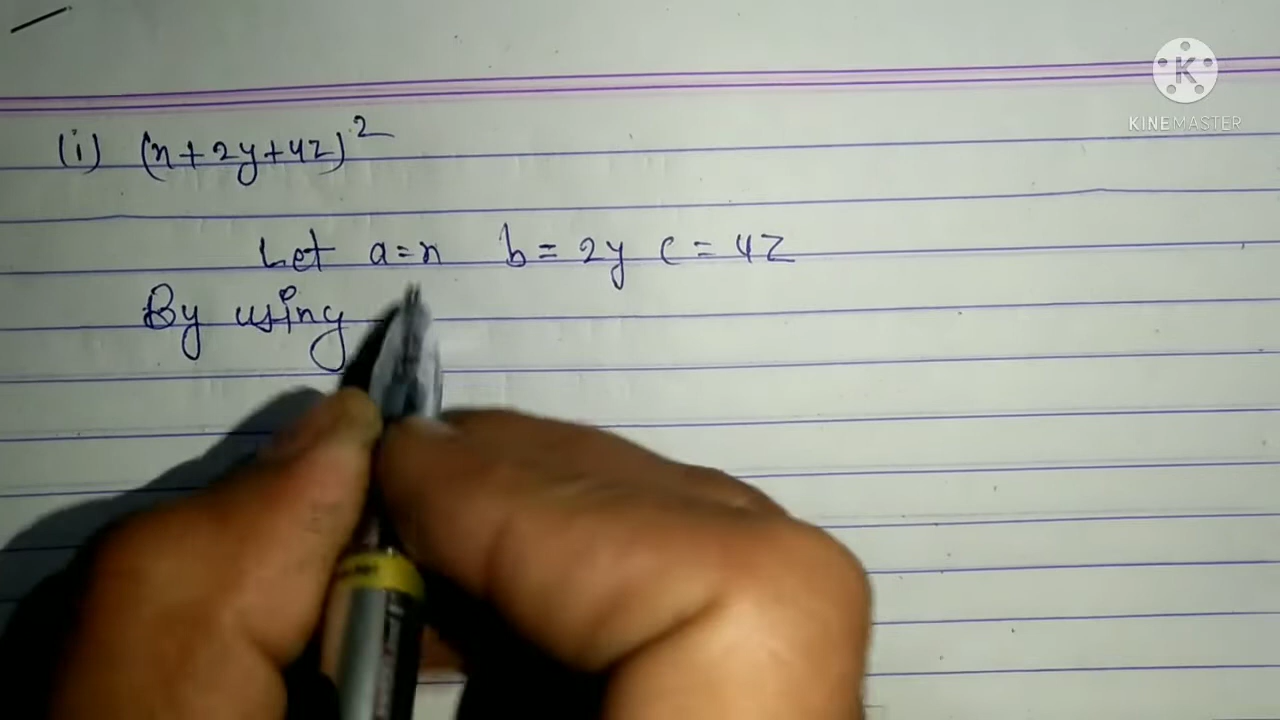 K
KINEMASTER
(i) (x+2y+4z)²
Let a=x b=2y c=4z
By using